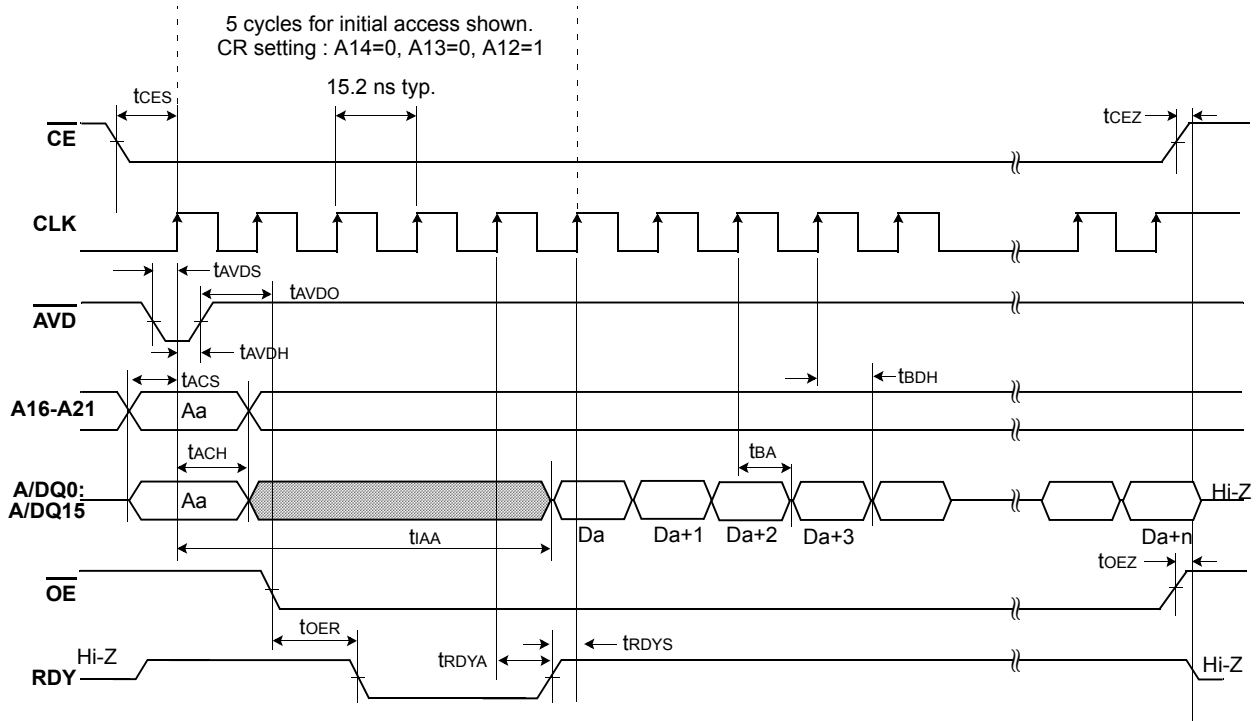 5 cycles for initial access shown.
CR setting : A14=0, A13=0, A12=1
15.2 ns typ.
tCES
tCEZ
CE
CLK
tAVDS
tAVDO
AVD
tAVDH
tACS
tBDH
A16-A21
Aa
tACH
tBA
A/DQ0:
A/DQ15
Aa
Hi-Z
tIAA
Da
Da+1
Da+2
Da+3
Da+n
OE
tOEZ
tOER
tRDYA
tRDYS
Hi-Z
RDY
Hi-Z